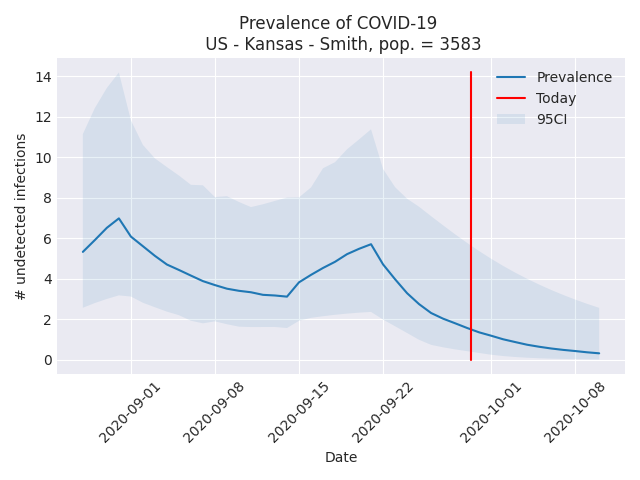 Prevalence of COVID-19
US - Kansas - Smith, pop. = 3583
Prevalence
Today
95CI
14
12
10
8
6
4
2
0
# undetected infections
2020-09-01
2020-09-08
2020-09-15
2020-09-22
2020-10-01
2020-10-08
Date